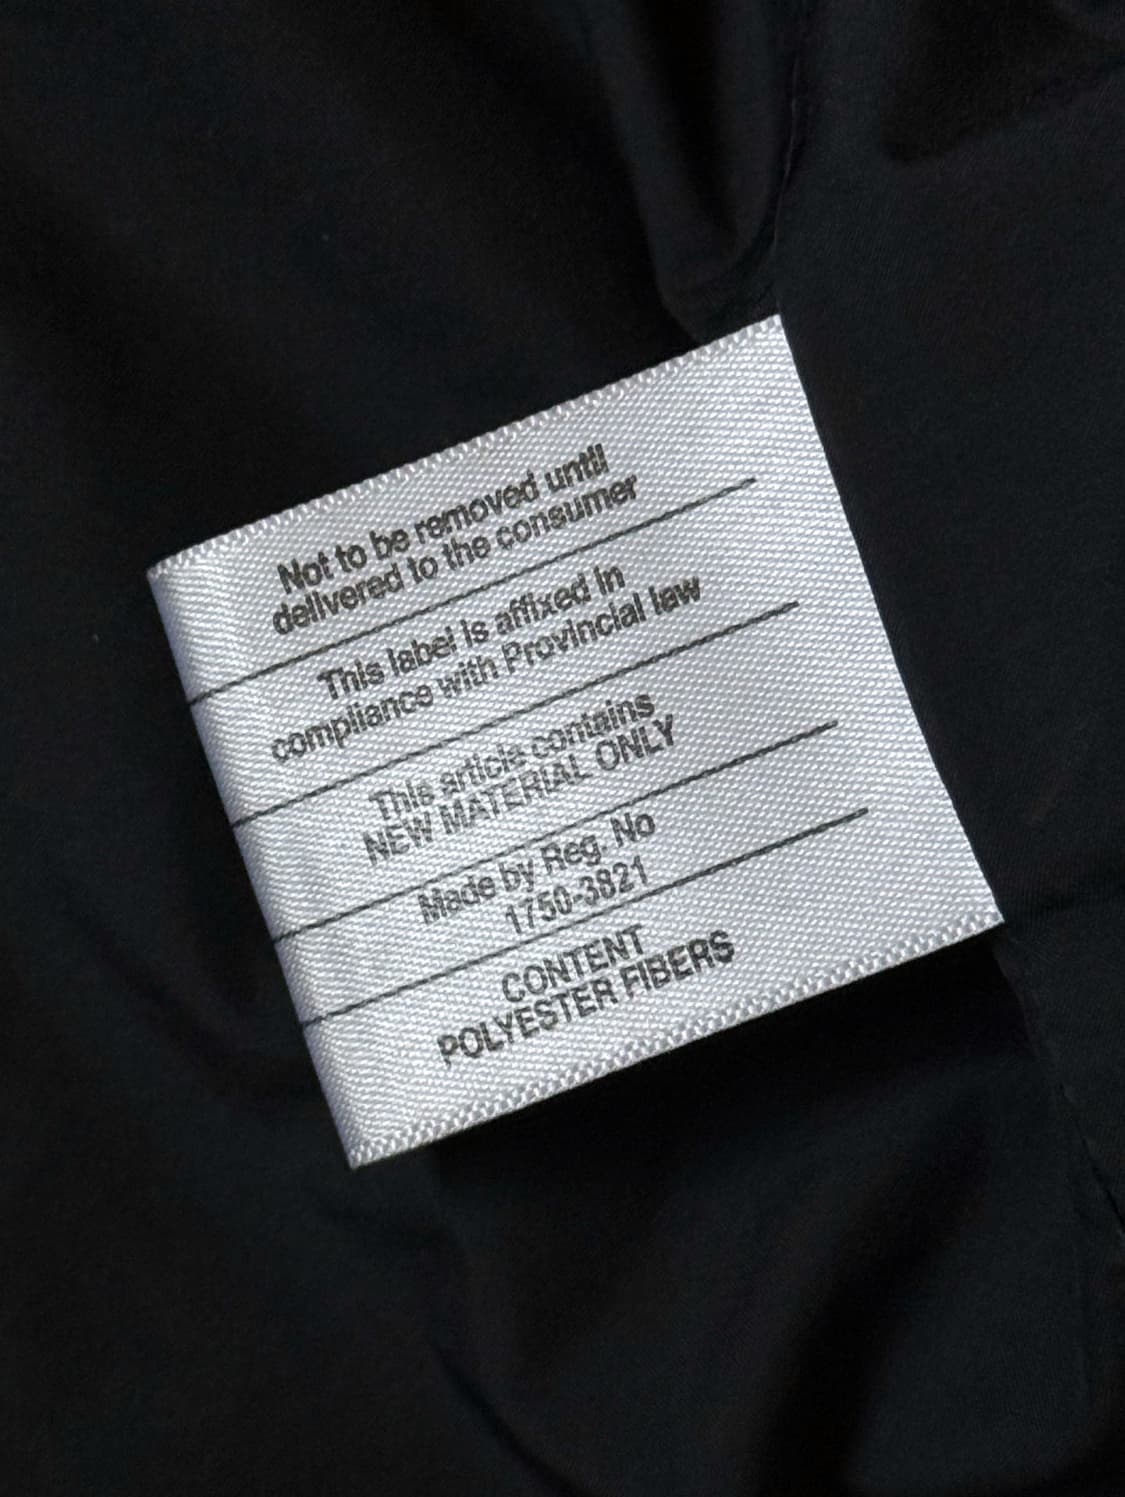 Not to be removed until
delivered to the consumer
This label is affixed in
compliance with Provincial law
This article contains
NEW MATERIAL ONLY
Made by Reg. No
1750-3821
CONTENT
POLYESTER FIBERS